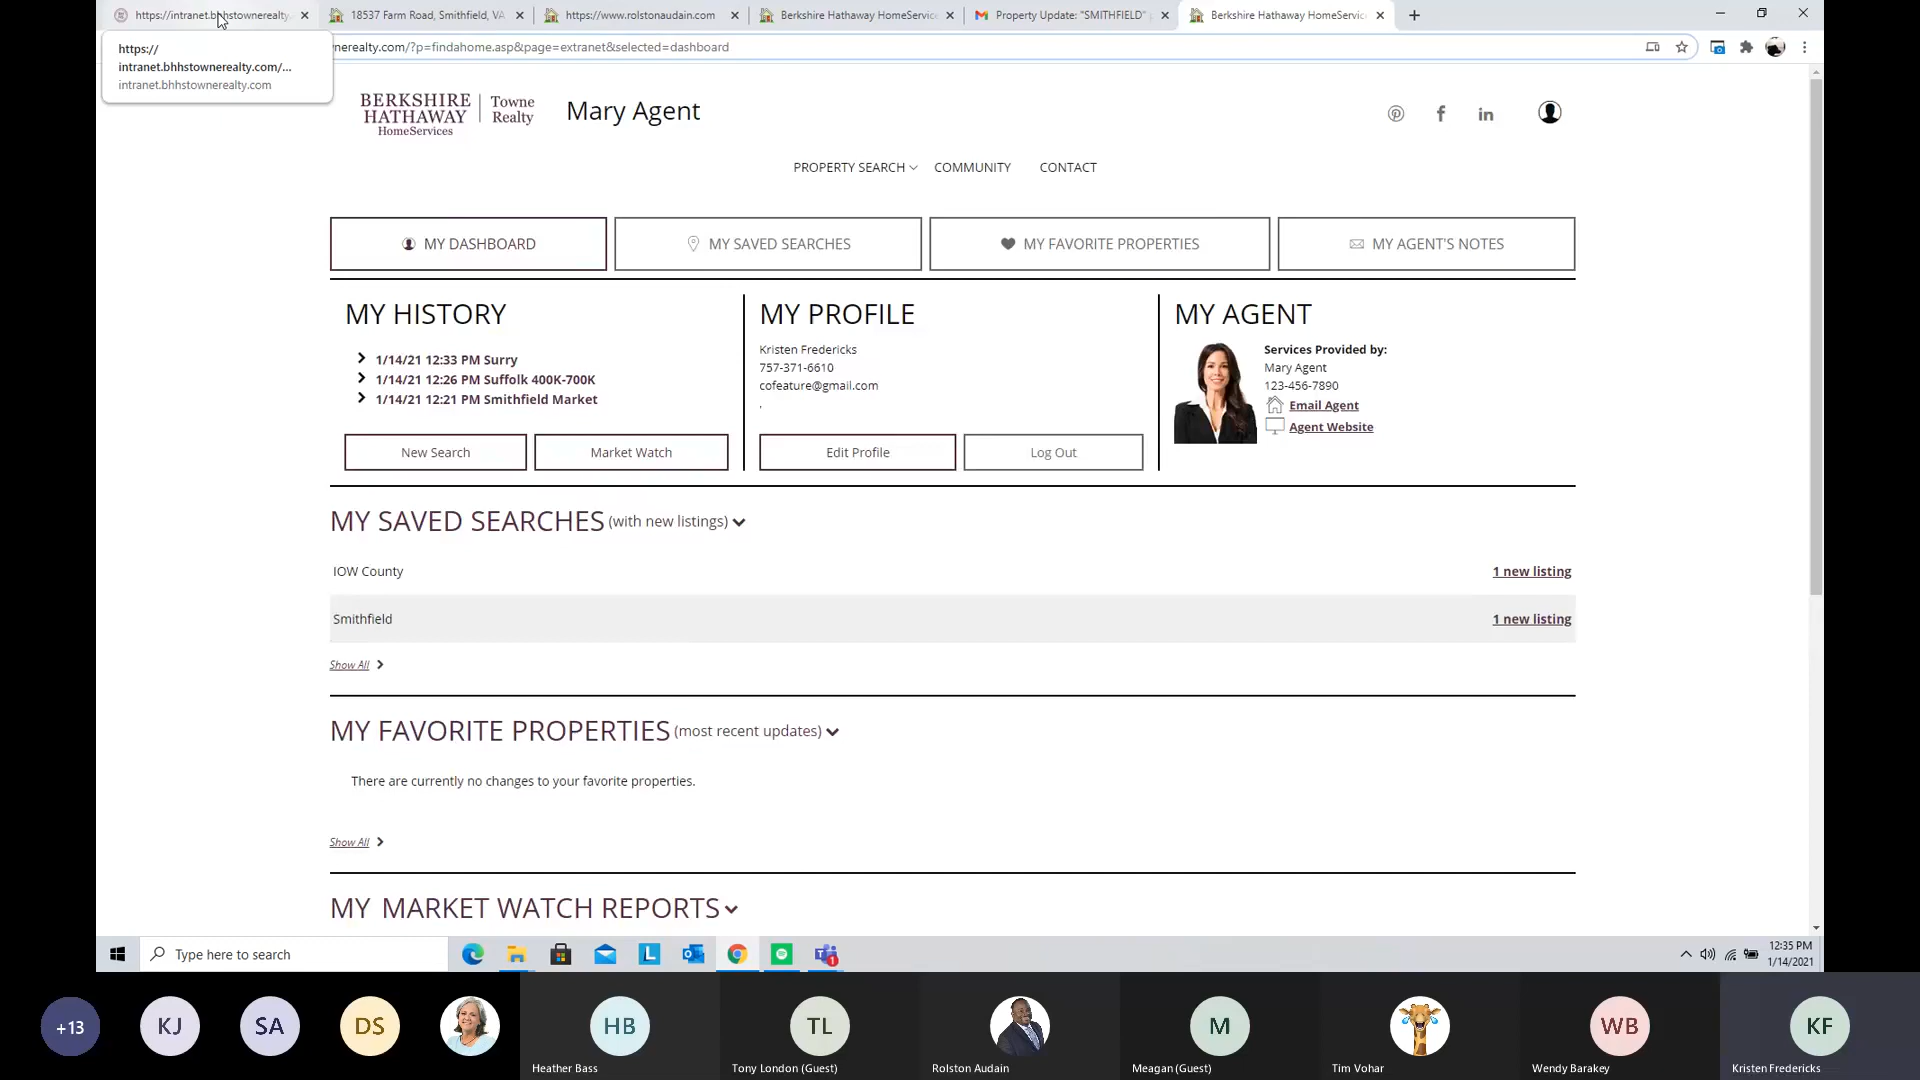 https://intranet.bhhstownerealty.
18537 Farm Road, Smithfield, VA
https://www.rolstonaudain.com
Berkshire Hathaway HomeService
Property Update: "SMITHFIELD"
Berkshire Hathaway HomeService
https://
intranet.bhhstownerealty.com/...
intranet.bhhstownerealty.com
nerealty.com/?p=findahome.asp&page=extranet&selected=dashboard
BERKSHIRE
HATHAWAY
HomeServices
Towne
Realty
Mary Agent
PROPERTY SEARCH
COMMUNITY
CONTACT
MY DASHBOARD
MY SAVED SEARCHES
MY FAVORITE PROPERTIES
MY AGENT'S NOTES
MY HISTORY
1/14/21 12:33 PM Surry
1/14/21 12:26 PM Suffolk 400K-700K
1/14/21 12:21 PM Smithfield Market
New Search
Market Watch
MY PROFILE
Kristen Fredericks
757-371-6610
cofeature@gmail.com
,
Edit Profile
Log Out
MY AGENT
Services Provided by:
Mary Agent
123-456-7890
Email Agent
Agent Website
MY SAVED SEARCHES (with new listings)
IOW County
1 new listing
Smithfield
1 new listing
Show All
MY FAVORITE PROPERTIES (most recent updates)
There are currently no changes to your favorite properties.
Show All
MY MARKET WATCH REPORTS
Type here to search
L
1
12:35 PM
1/14/2021
+13
KJ
SA
DS
HB
Heather Bass
TL
Tony London (Guest)
Rolston Audain
M
Meagan (Guest)
Tim Vohar
WB
Wendy Barakey
KF
Kristen Fredericks